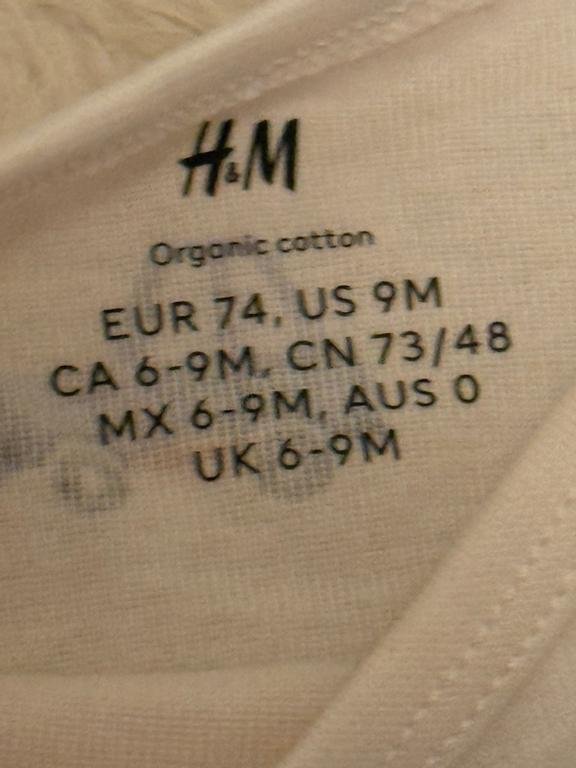 H&M
Organic cotton
EUR 74, US 9M
CA 6-9M, CN 73/48
MX 6-9M, AUS 0
UK 6-9M